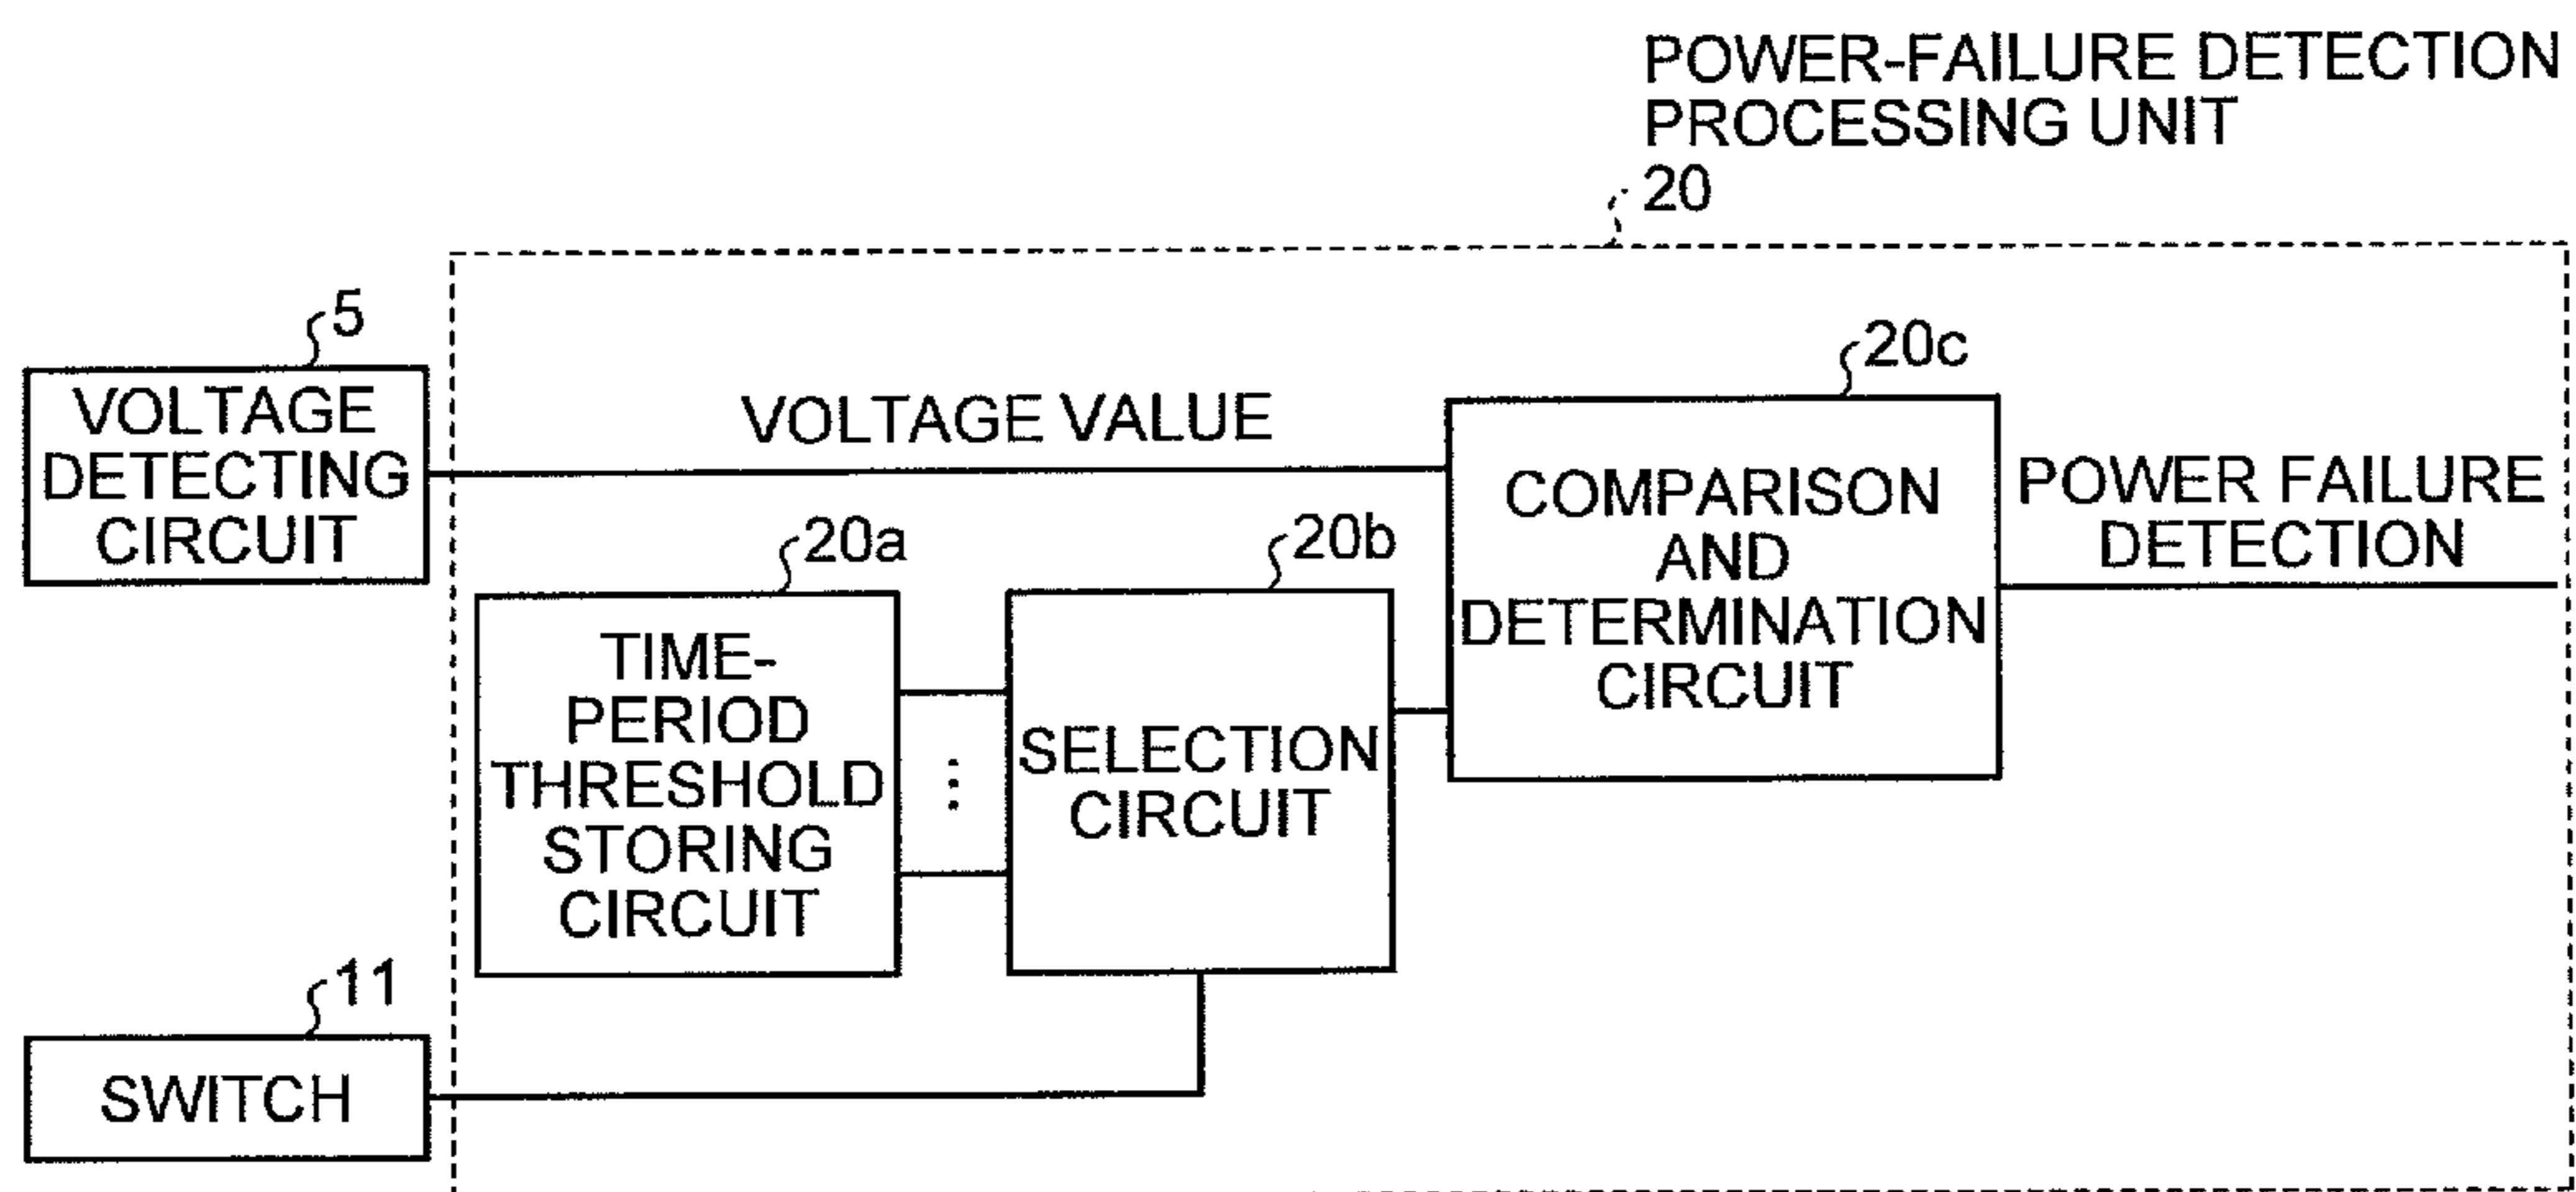 POWER-FAILURE DETECTION
PROCESSING UNIT
20
5
VOLTAGE
DETECTING
CIRCUIT
VOLTAGE VALUE
20c
COMPARISON
AND
DETERMINATION
CIRCUIT
POWER FAILURE
DETECTION
20a
TIME-
PERIOD
THRESHOLD
STORING
CIRCUIT
20b
SELECTION
CIRCUIT
11
SWITCH